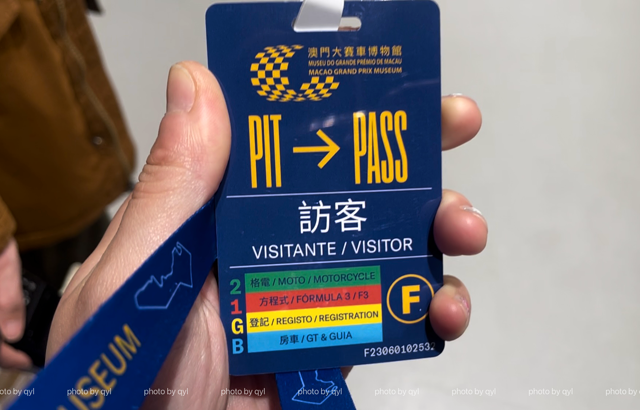 澳門大賽車博物館
MUSEU DO GRANDE PRÉMIO DE MACAU
MACAO GRAND PRIX MUSEUM
PIT → PASS
訪客
VISITANTE / VISITOR
2 格電 / MOTO / MOTORCYCLE
1 方程式 / FORMULA 3 / F3
G 登記 / REGISTO / REGISTRATION
B 房車 / GT & GUIA
F
F23060102532
USEUM
photo by qyl
photo by qyl
photo by qyl
photo by qyl
photo by qyl
photo by qyl
photo by qyl
photo by qyl